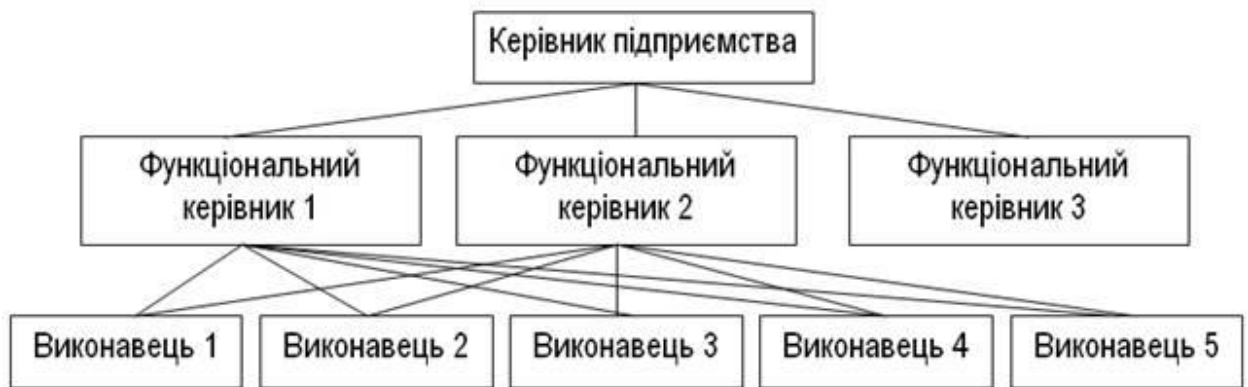 Керівник підприємства
Функціональний
керівник 1
Функціональний
керівник 2
Функціональний
керівник 3
Виконавець 1
Виконавець 2
Виконавець 3
Виконавець 4
Виконавець 5